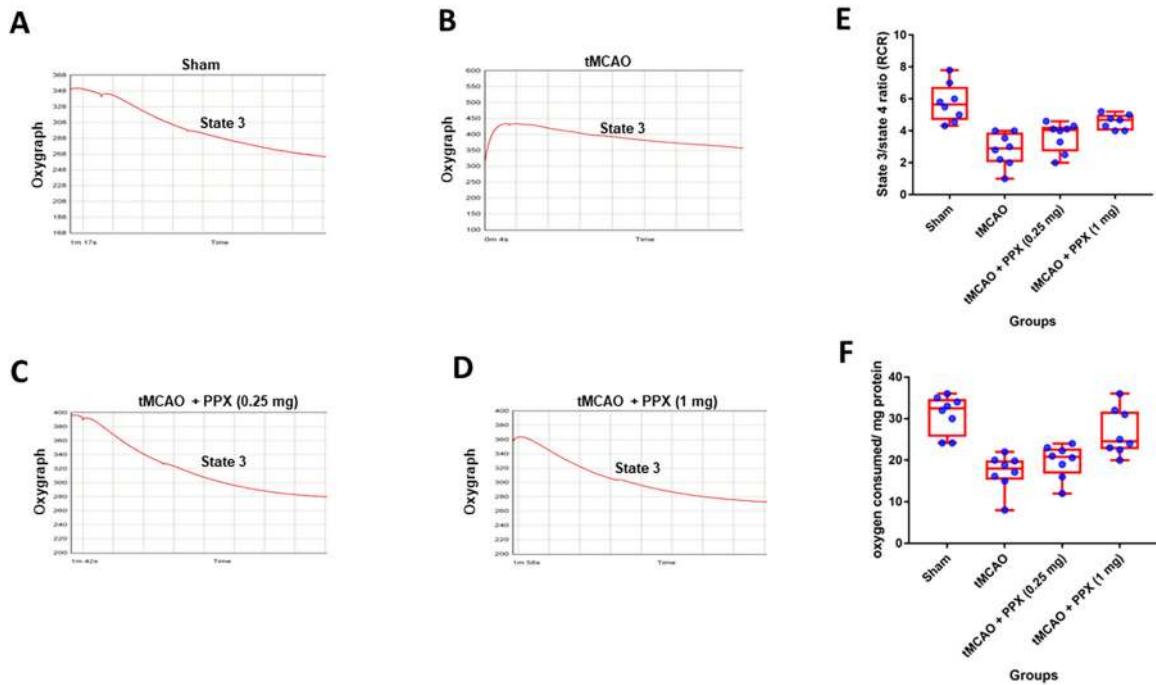 A
Sham
368
348
328
308
288
268
248
228
208
188
168
Oxygraph
State 3
1m 17s
Time
B
tMCAO
600
500
450
400
350
300
250
200
150
100
Oxygraph
State 3
0m 4s
Time
C
tMCAO + PPX (0.25 mg)
400
380
360
340
320
300
280
260
240
220
200
Oxygraph
State 3
1m 42s
Time
D
tMCAO + PPX (1 mg)
400
380
360
340
320
300
280
260
240
220
200
Oxygraph
State 3
Time
E
State 3/state 4 ratio (RCR)
10
8
6
4
2
0
Sham
tMCAO
tMCAO + PPX (0.25 mg)
tMCAO + PPX (1 mg)
Groups
F
oxygen consumed/ mg protein
40
30
20
10
0
Sham
tMCAO
tMCAO + PPX (0.25 mg)
tMCAO + PPX (1 mg)
Groups